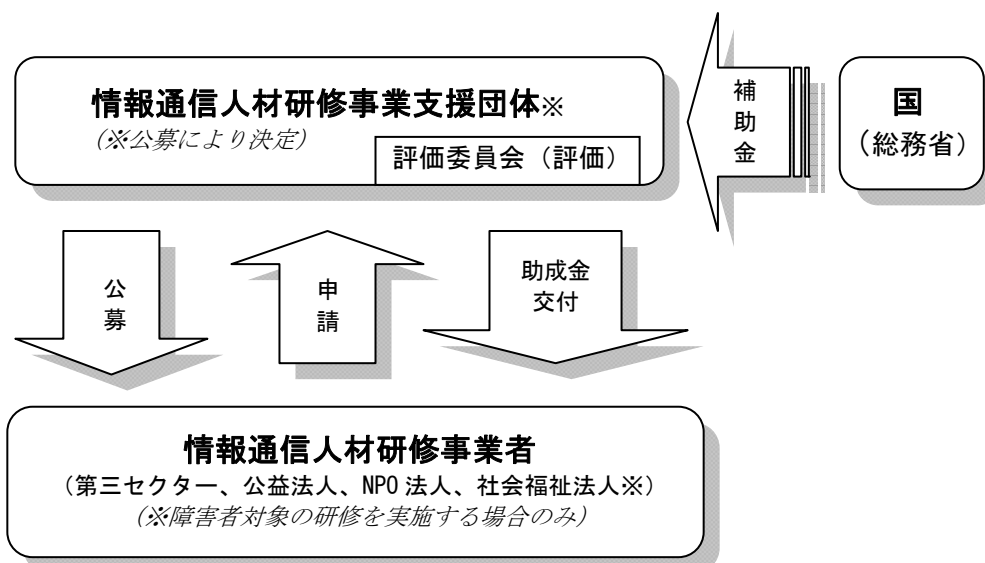 情報通信人材研修事業支援団体※
(※公募により決定)
評価委員会（評価）
補助金
国
（総務省）
公募
申請
助成金
交付
情報通信人材研修事業者
（第三セクター、公益法人、NPO法人、社会福祉法人※）
(※障害者対象の研修を実施する場合のみ)